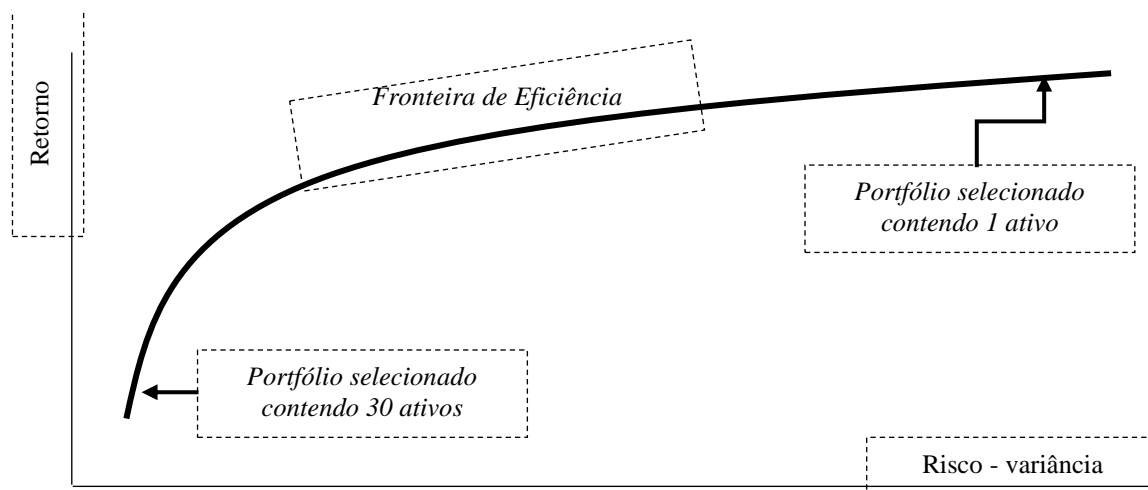 Retorno
Fronteira de Eficiência
Portfólio selecionado
contendo 1 ativo
Portfólio selecionado
contendo 30 ativos
Risco - variância